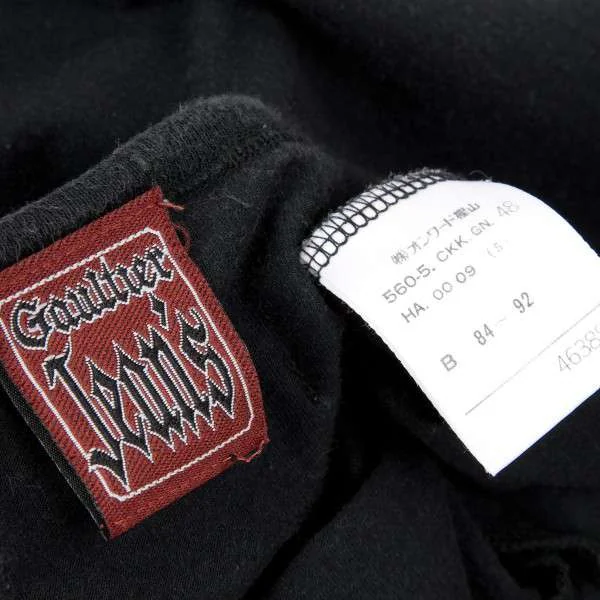 Gaultier
Jean's
㈱オンワード樫山
560-5. CKK. GN. 48
HA. 00 09 (.5)
B 84 ~ 92